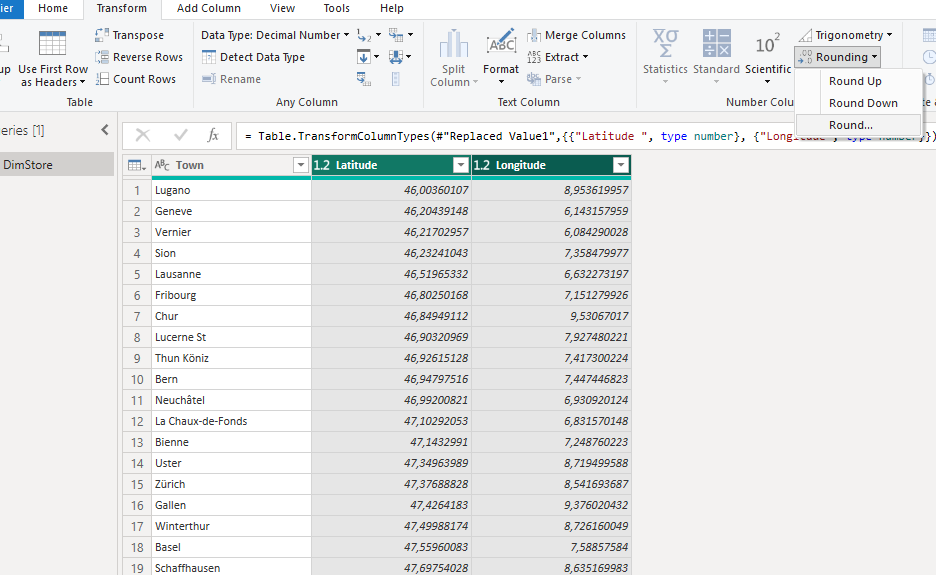 ier Home Transform Add Column View Tools Help
Transpose Data Type: Decimal Number Merge Columns Trigonometry
Reverse Rows Detect Data Type Extract Rounding
up Use First Row as Headers Count Rows Rename Split Column Format Parse Statistics Standard Scientific
Round Up
Round Down
Round...
Table Any Column Text Column Number Colu
eries [1] = Table.TransformColumnTypes(#"Replaced Value1",{{"Latitude ", type number}, {"Longitude", type number}})
DimStore Town 1.2 Latitude 1.2 Longitude
1 Lugano 46,00360107 8,953619957
2 Geneve 46,20439148 6,143157959
3 Vernier 46,21702957 6,084290028
4 Sion 46,23241043 7,358479977
5 Lausanne 46,51965332 6,632273197
6 Fribourg 46,80250168 7,151279926
7 Chur 46,84949112 9,53067017
8 Lucerne St 46,90320969 7,927480221
9 Thun Köniz 46,92615128 7,417300224
10 Bern 46,94797516 7,447446823
11 Neuchâtel 46,99200821 6,930920124
12 La Chaux-de-Fonds 47,10292053 6,831570148
13 Bienne 47,1432991 7,248760223
14 Uster 47,34963989 8,719499588
15 Zürich 47,37688828 8,541693687
16 Gallen 47,4264183 9,376020432
17 Winterthur 47,49988174 8,726160049
18 Basel 47,55960083 7,58857584
19 Schaffhausen 47,69754028 8,635169983